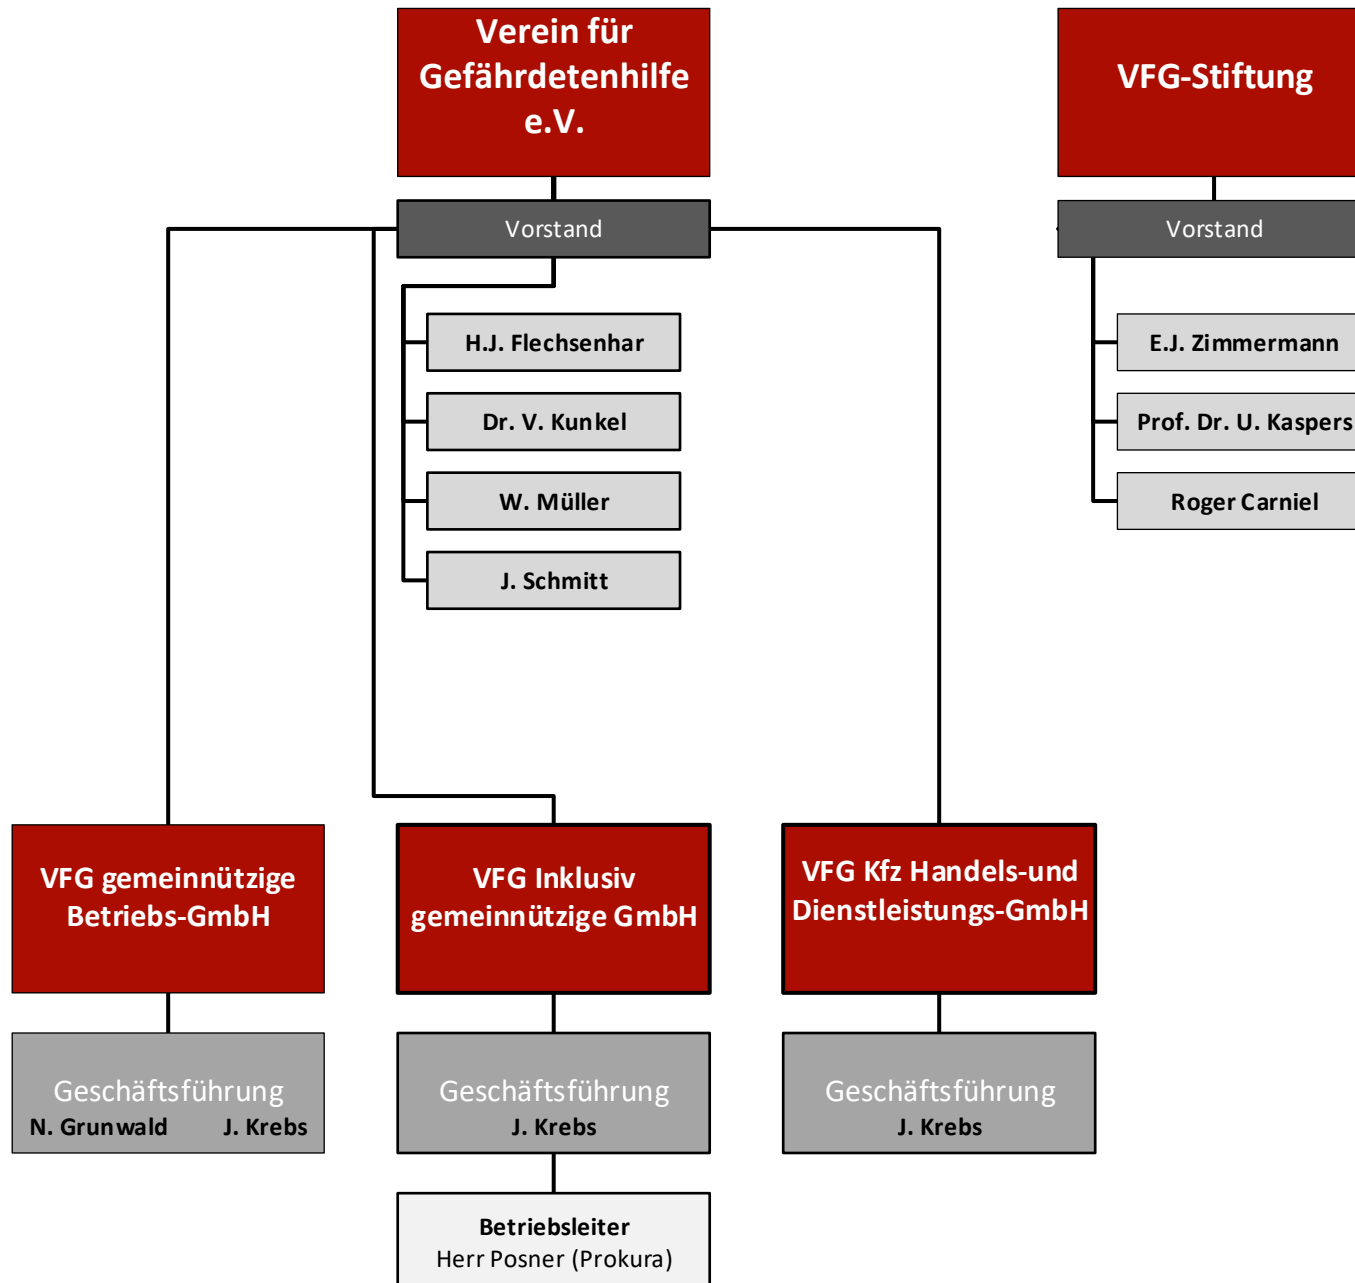 Verein für
Gefährdetenhilfe
e.V.
VFG-Stiftung
Vorstand
Vorstand
H.J. Flechsenhar
Dr. V. Kunkel
W. Müller
J. Schmitt
E.J. Zimmermann
Prof. Dr. U. Kaspers
Roger Carniel
VFG gemeinnützige
Betriebs-GmbH
VFG Inklusiv
gemeinnützige GmbH
VFG Kfz Handels-und
Dienstleistungs-GmbH
Geschäftsführung
N. Grunwald J. Krebs
Geschäftsführung
J. Krebs
Geschäftsführung
J. Krebs
Betriebsleiter
Herr Posner (Prokura)